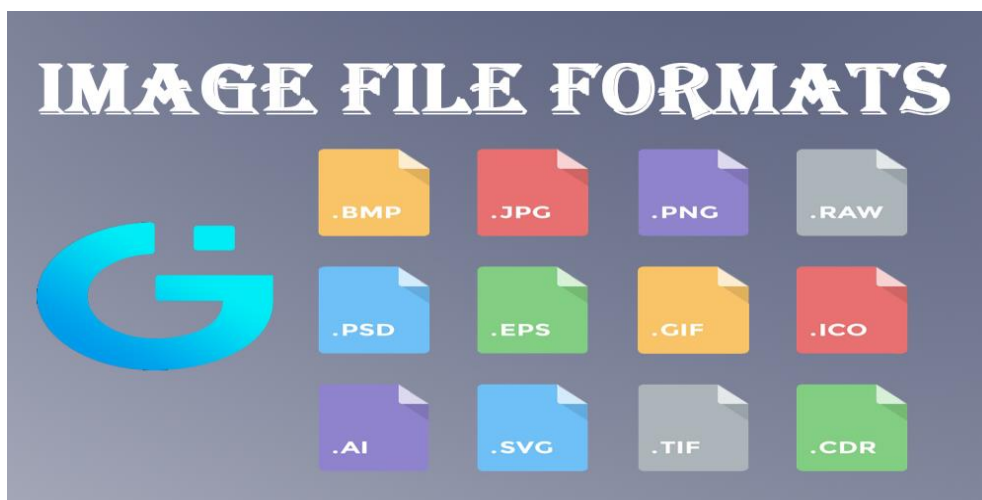 IMAGE FILE FORMATS
.BMP .JPG .PNG .RAW
.PSD .EPS .GIF .ICO
.AI .SVG .TIF .CDR